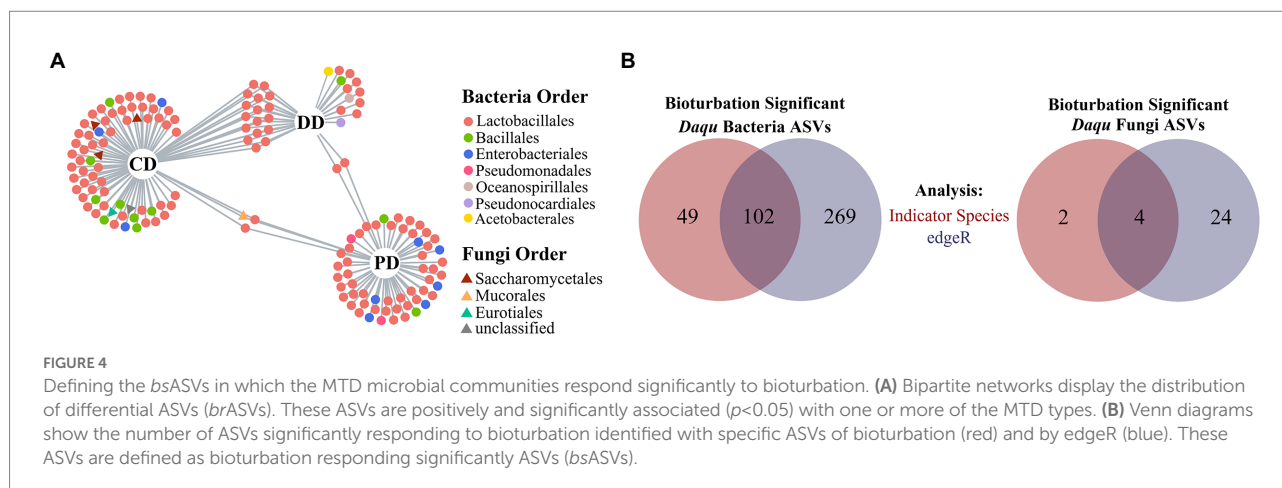 A
CD
DD
PD
Bacteria Order
Lactobacillales
Bacillales
Enterobacteriales
Pseudomonadales
Oceanospirillales
Pseudonocardiales
Acetobacterales
Fungi Order
Saccharomycetales
Mucorales
Eurotiales
unclassified
B
Bioturbation Significant
Daqu Bacteria ASVs
49
102
269
Analysis:
Indicator Species
edgeR
Bioturbation Significant
Daqu Fungi ASVs
2
4
24
FIGURE 4
Defining the bsASVs in which the MTD microbial communities respond significantly to bioturbation. (A) Bipartite networks display the distribution
of differential ASVs (brASVs). These ASVs are positively and significantly associated (p<0.05) with one or more of the MTD types. (B) Venn diagrams
show the number of ASVs significantly responding to bioturbation identified with specific ASVs of bioturbation (red) and by edgeR (blue). These
ASVs are defined as bioturbation responding significantly ASVs (bsASVs).